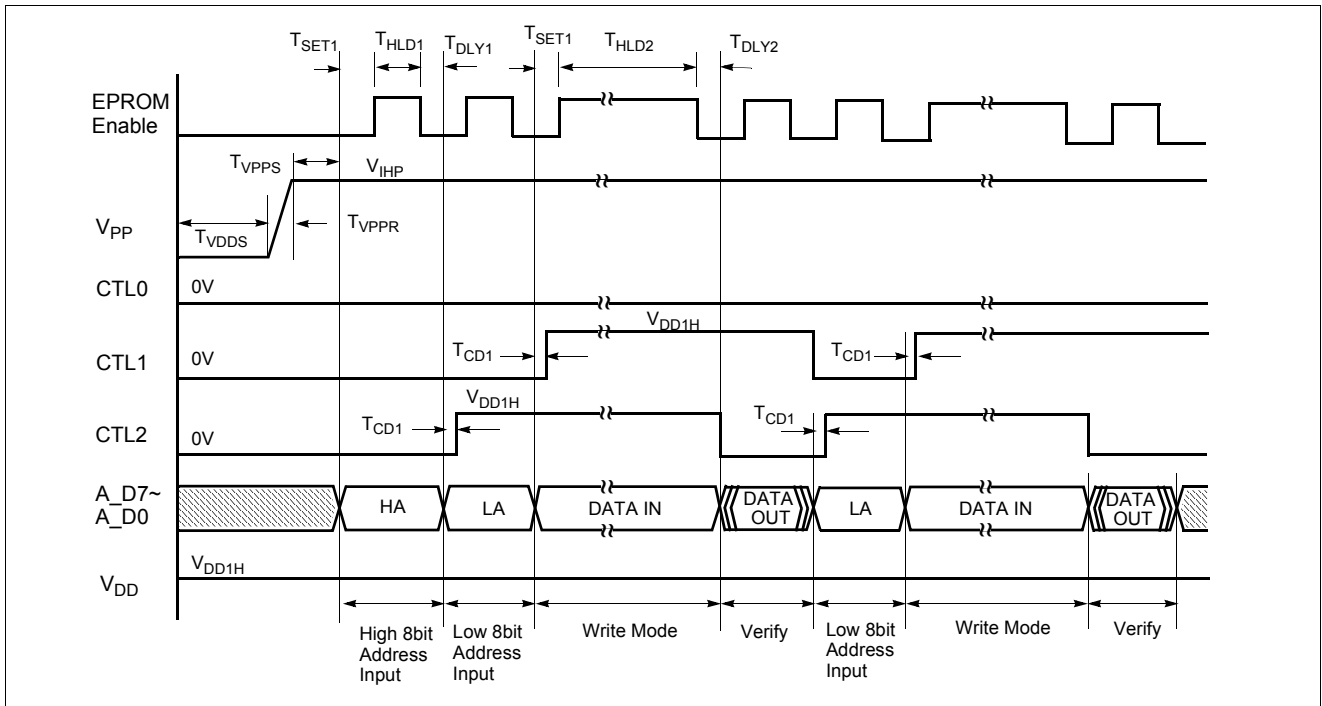 TSET1 THLD1 TDLY1 TSET1 THLD2 TDLY2
EPROM
Enable
TVPPS VIHP
VPP TVDDS TVPPR
CTL0 0V
VDD1H
CTL1 0V TCD1 TCD1
VDD1H
CTL2 0V TCD1 TCD1
A_D7~
A_D0
HA LA DATA IN DATA OUT LA DATA IN DATA OUT
VDD VDD1H
High 8bit
Address
Input
Low 8bit
Address
Input
Write Mode
Verify
Low 8bit
Address
Input
Write Mode
Verify